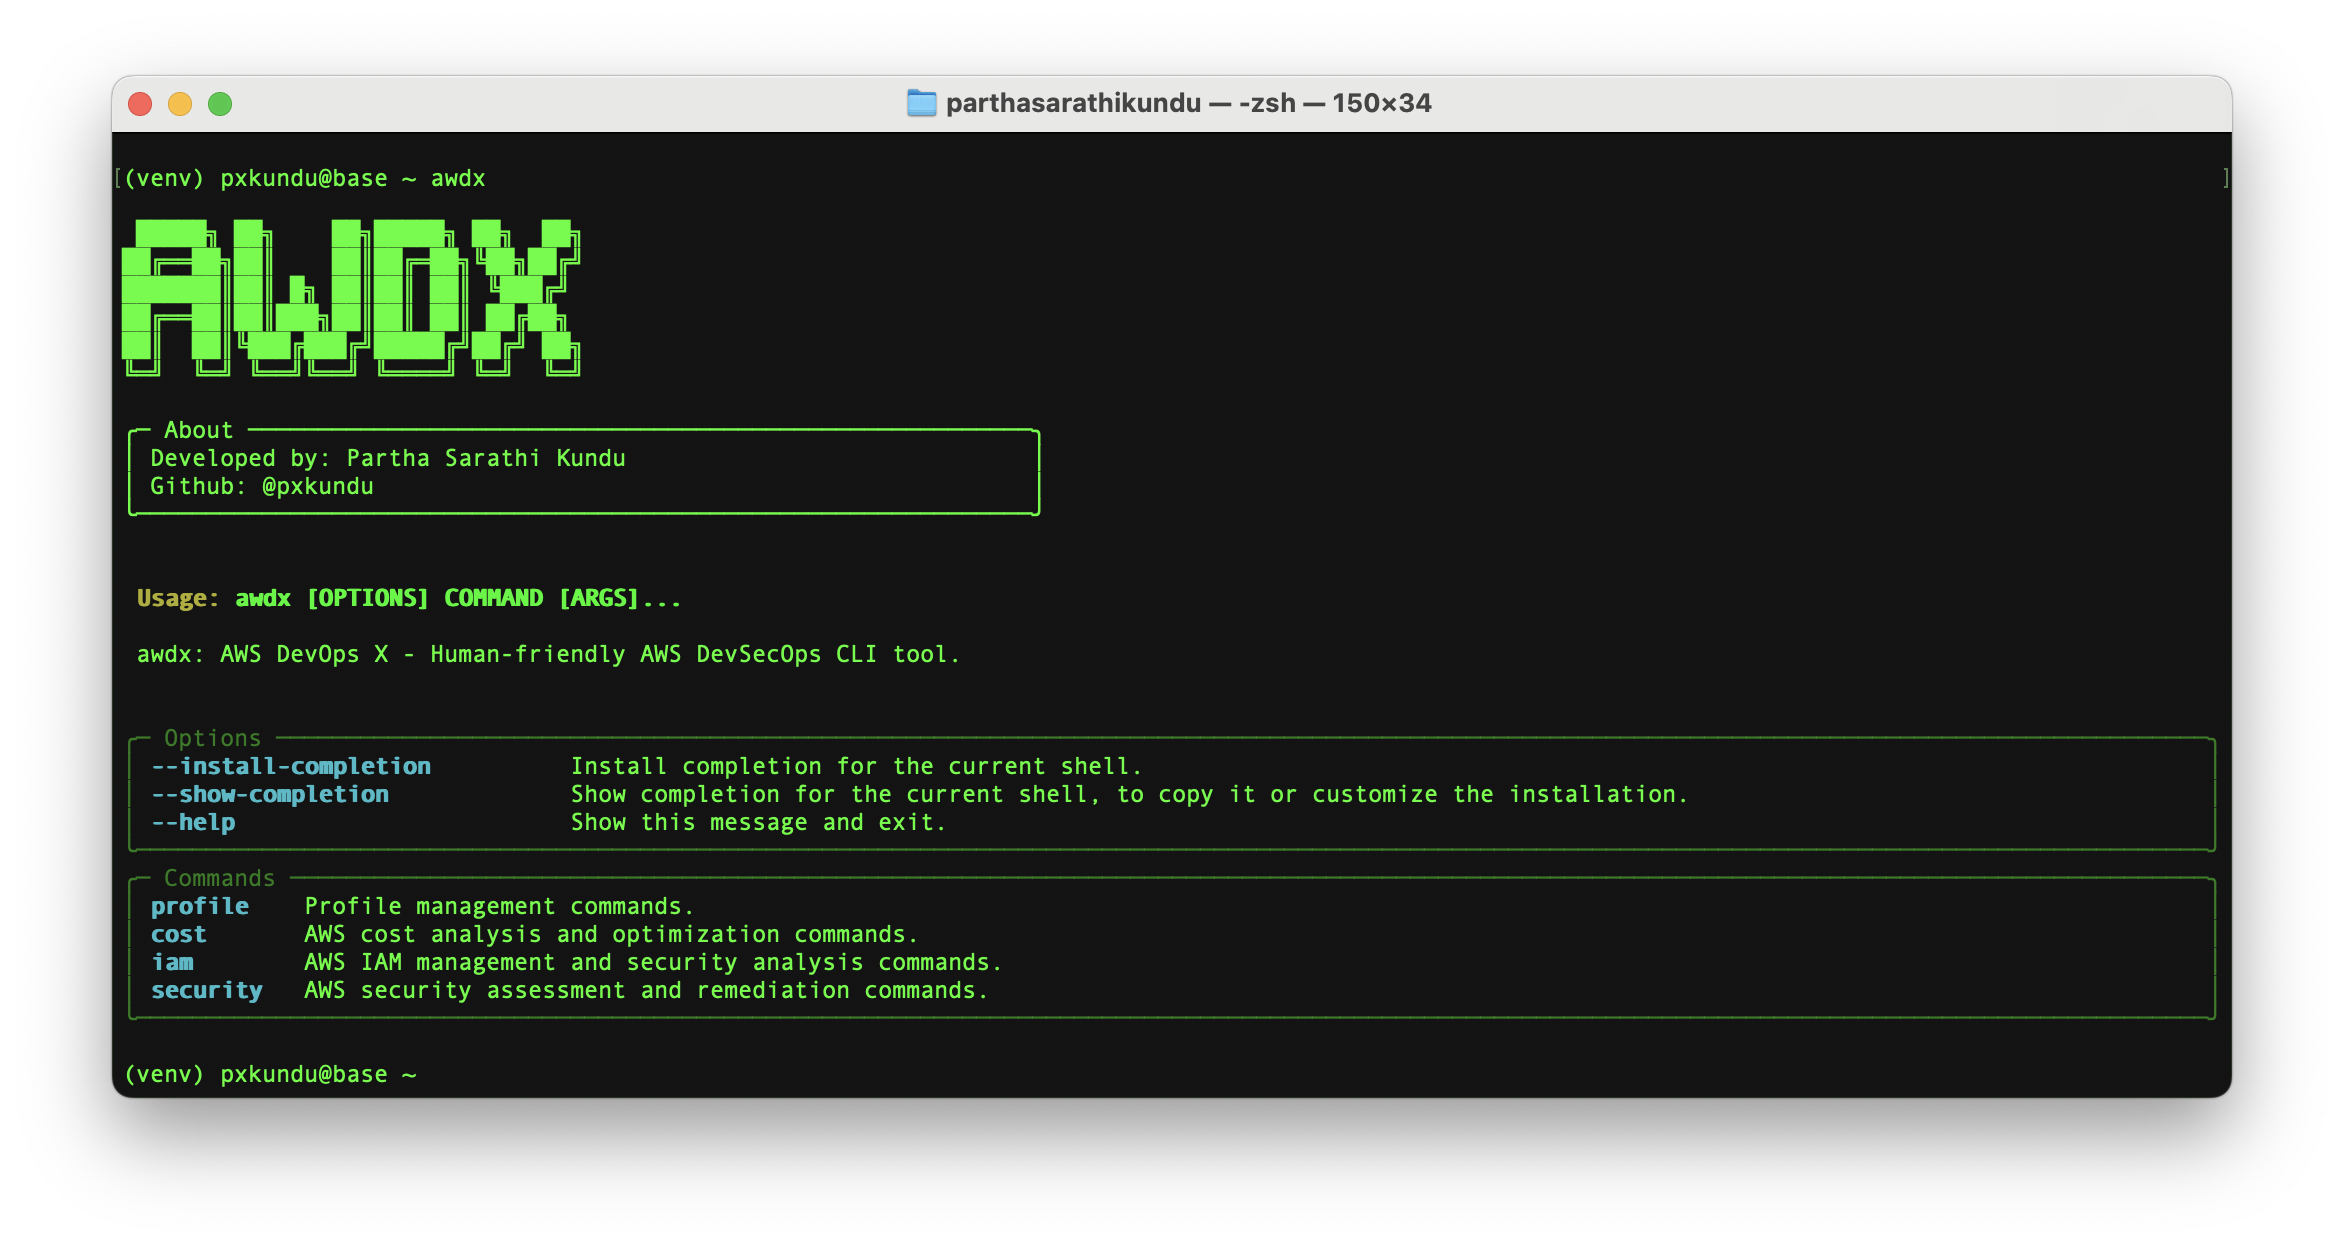 parthasarathikundu — -zsh — 150×34
[(venv) pxkundu@base ~ awdx ]
AWDX
About
Developed by: Partha Sarathi Kundu
Github: @pxkundu
Usage: awdx [OPTIONS] COMMAND [ARGS]...
awdx: AWS DevOps X - Human-friendly AWS DevSecOps CLI tool.
Options
--install-completion Install completion for the current shell.
--show-completion Show completion for the current shell, to copy it or customize the installation.
--help Show this message and exit.
Commands
profile Profile management commands.
cost AWS cost analysis and optimization commands.
iam AWS IAM management and security analysis commands.
security AWS security assessment and remediation commands.
(venv) pxkundu@base ~